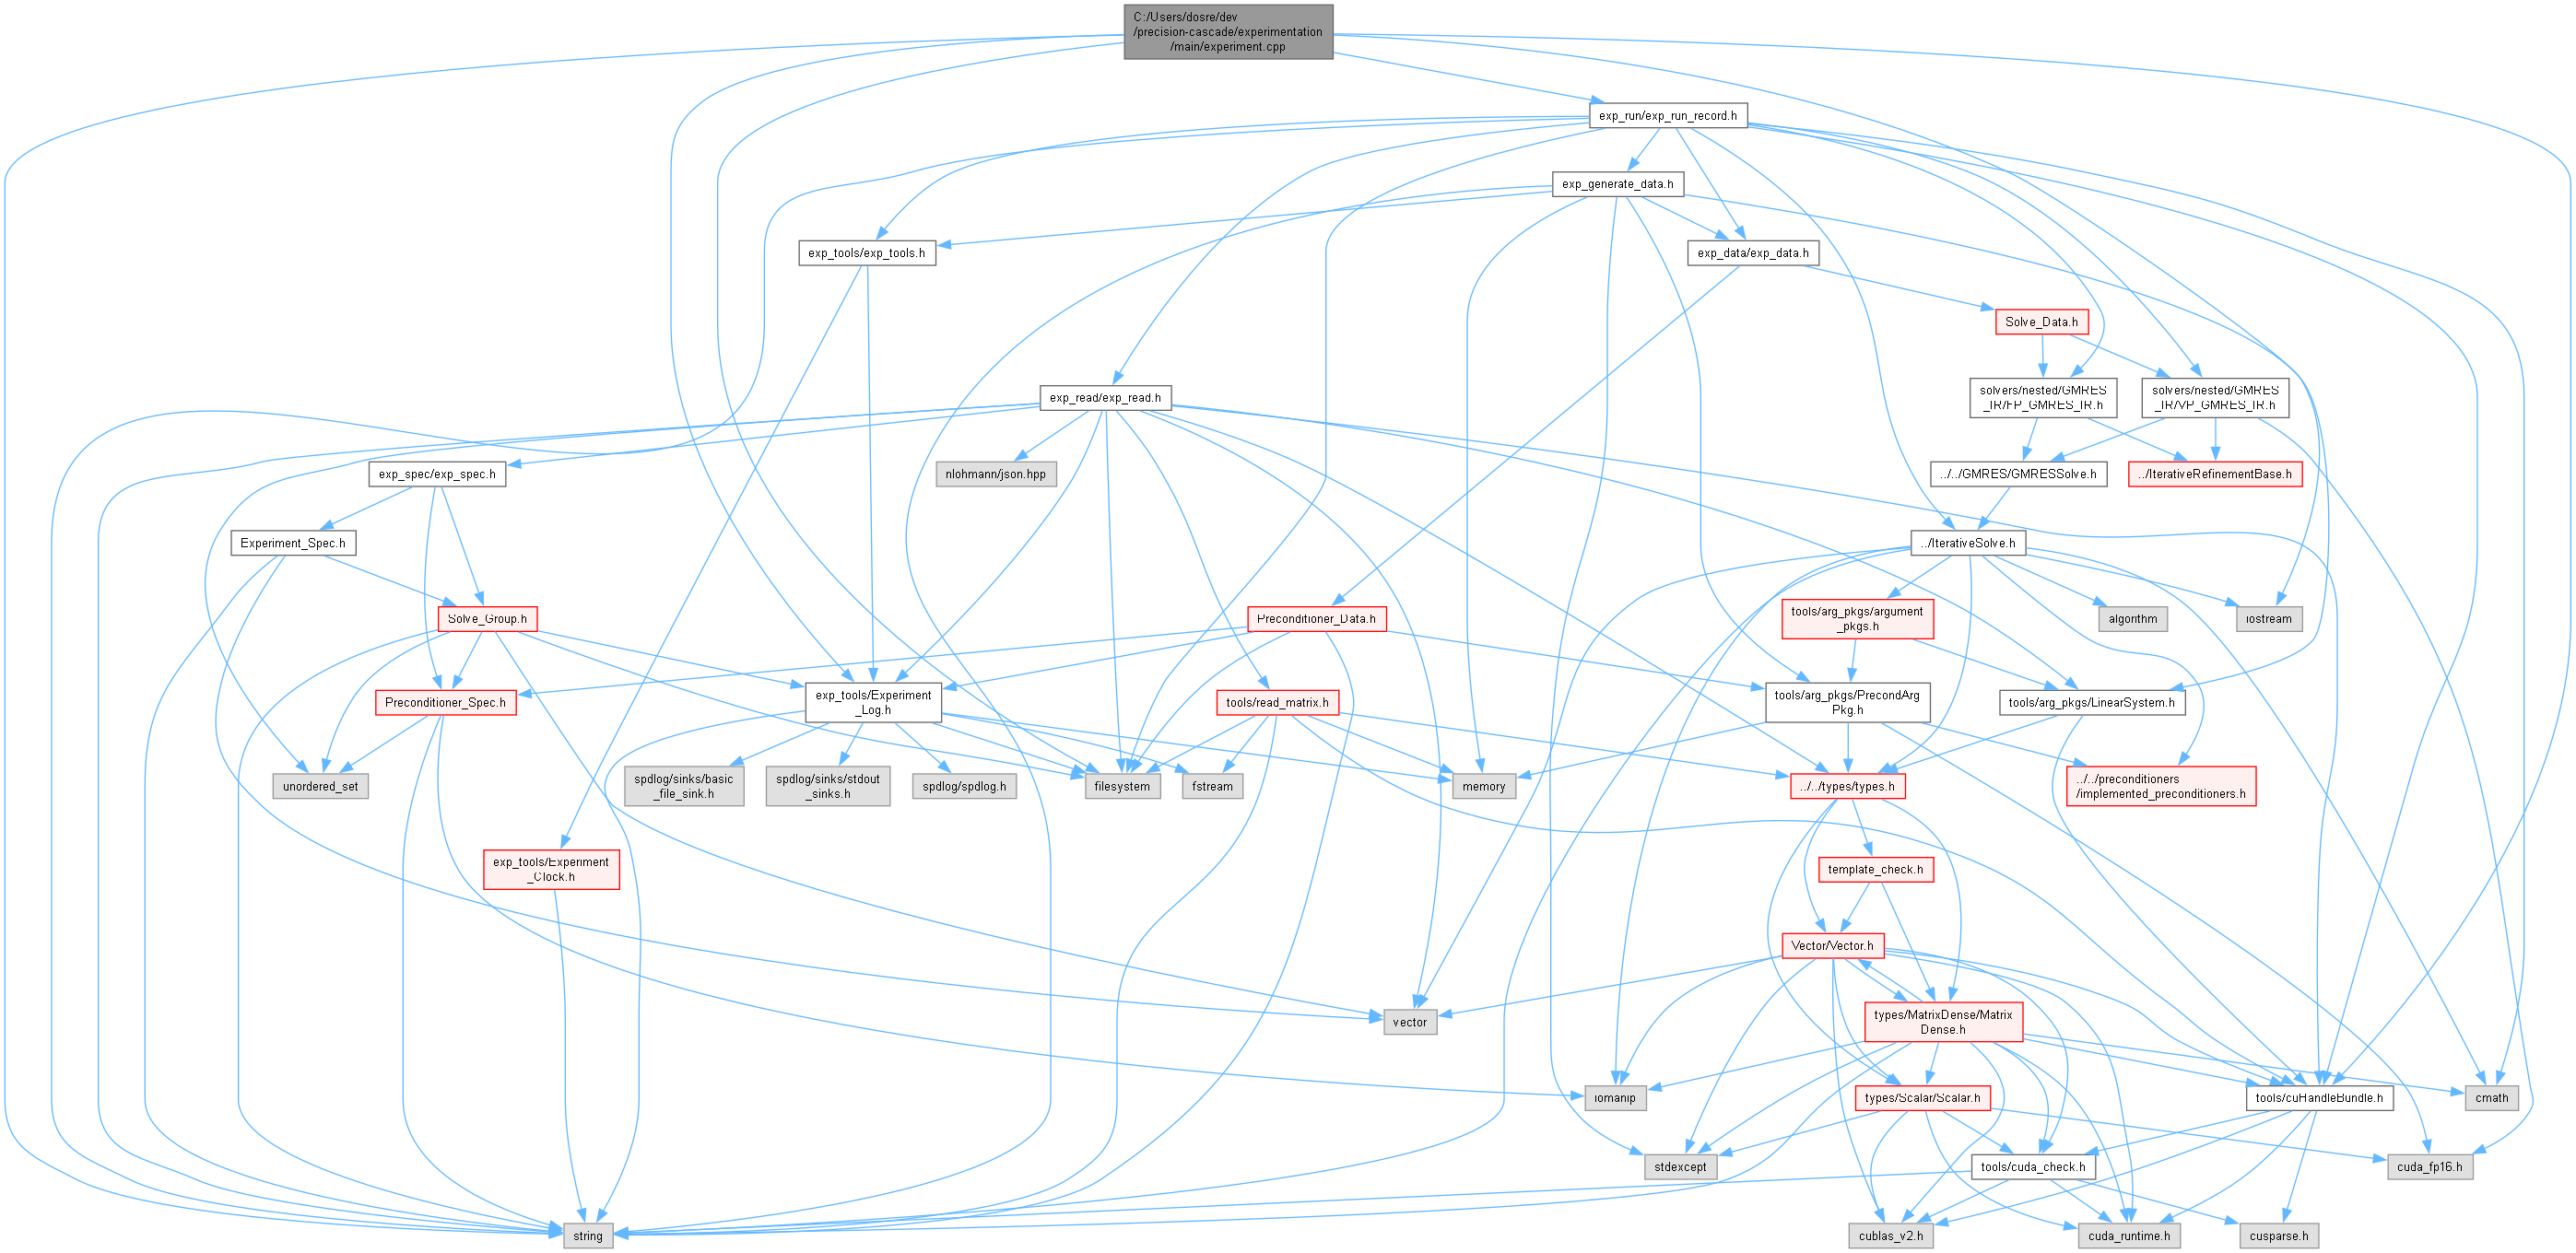 C:/Users/dosre/dev
/precision-cascade/experimentation
/main/experiment.cpp
exp_run/exp_run_record.h
exp_generate_data.h
exp_tools/exp_tools.h
exp_data/exp_data.h
Solve_Data.h
exp_read/exp_read.h
solvers/nested/GMRES
_IR/FP_GMRES_IR.h
solvers/nested/GMRES
_IR/VP_GMRES_IR.h
exp_spec/exp_spec.h
nlohmann/json.hpp
../../GMRES/GMRESSolve.h
../IterativeRefinementBase.h
Experiment_Spec.h
../IterativeSolve.h
Solve_Group.h
Preconditioner_Data.h
tools/arg_pkgs/argument
_pkgs.h
algorithm
iostream
Preconditioner_Spec.h
exp_tools/Experiment
_Log.h
tools/read_matrix.h
tools/arg_pkgs/PrecondArg
Pkg.h
tools/arg_pkgs/LinearSystem.h
unordered_set
spdlog/sinks/basic
_file_sink.h
spdlog/sinks/stdout
_sinks.h
spdlog/spdlog.h
filesystem
fstream
memory
../../types/types.h
../../preconditioners
/implemented_preconditioners.h
exp_tools/Experiment
_Clock.h
template_check.h
Vector/Vector.h
vector
types/MatrixDense/Matrix
Dense.h
iomanip
types/Scalar/Scalar.h
tools/cuHandleBundle.h
cmath
stdexcept
tools/cuda_check.h
cuda_fp16.h
string
cublas_v2.h
cuda_runtime.h
cusparse.h